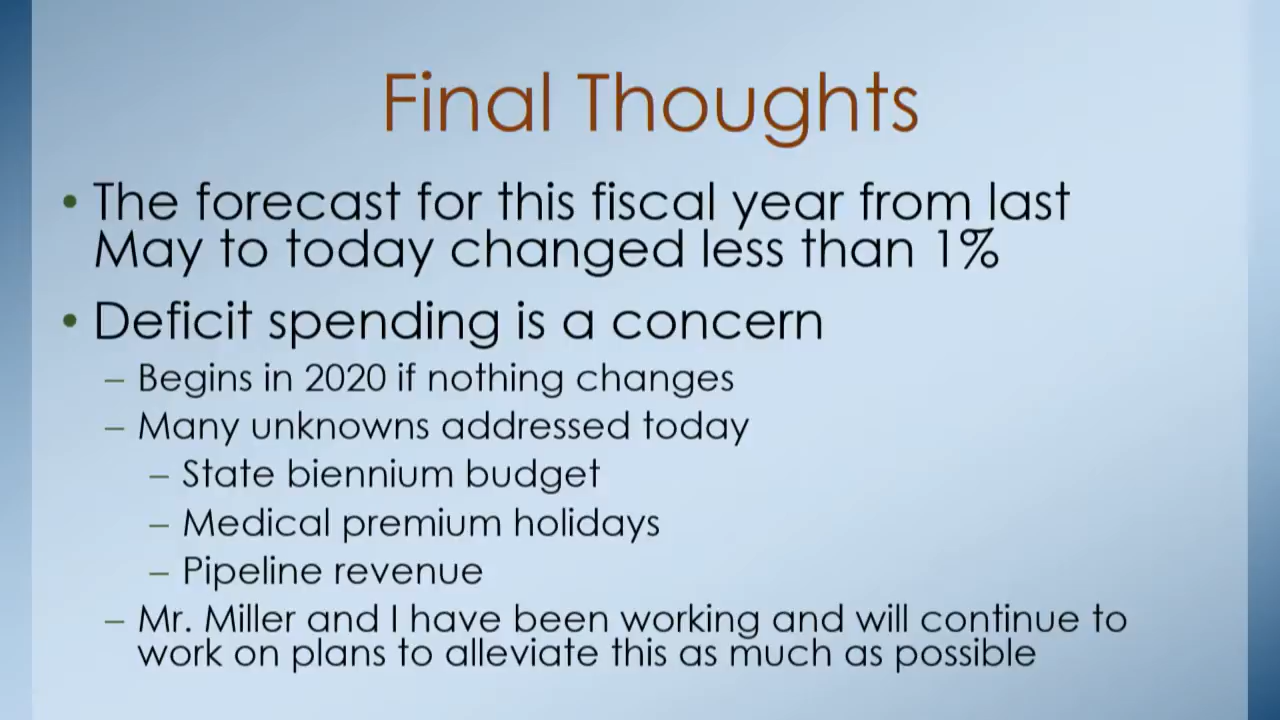 Final Thoughts
• The forecast for this fiscal year from last
May to today changed less than 1%
• Deficit spending is a concern
– Begins in 2020 if nothing changes
– Many unknowns addressed today
– State biennium budget
– Medical premium holidays
– Pipeline revenue
– Mr. Miller and I have been working and will continue to
work on plans to alleviate this as much as possible